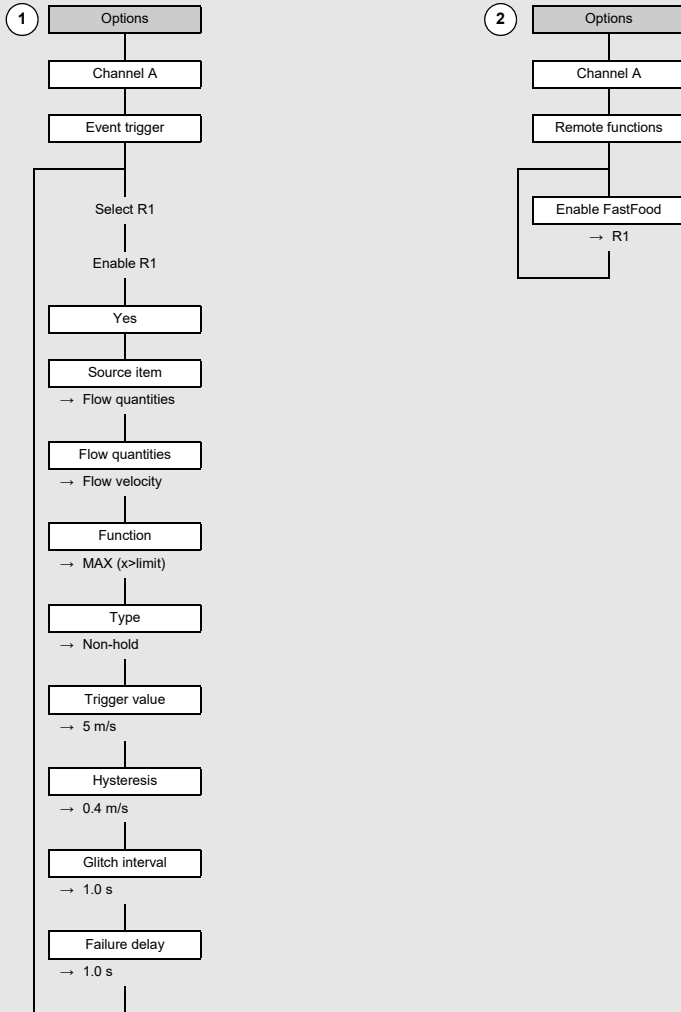 1
Options
Channel A
Event trigger
Select R1
Enable R1
Yes
Source item
→ Flow quantities
Flow quantities
→ Flow velocity
Function
→ MAX (x>limit)
Type
→ Non-hold
Trigger value
→ 5 m/s
Hysteresis
→ 0.4 m/s
Glitch interval
→ 1.0 s
Failure delay
→ 1.0 s
2
Options
Channel A
Remote functions
Enable FastFood
→ R1